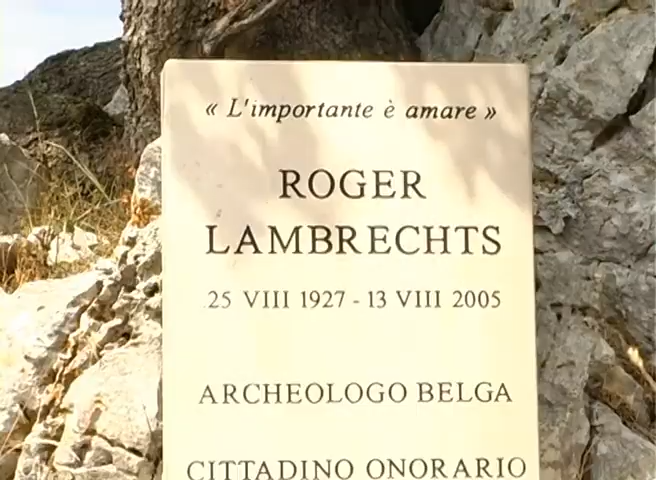 « L'importante è amare »
ROGER
LAMBRECHTS
25 VIII 1927 - 13 VIII 2005
ARCHEOLOGO BELGA
CITTADINO ONORARIO